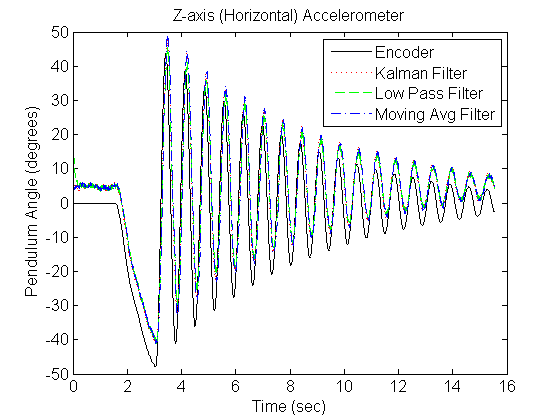 Z-axis (Horizontal) Accelerometer
50
40
30
20
10
0
-10
-20
-30
-40
-50
Pendulum Angle (degrees)
Encoder
Kalman Filter
Low Pass Filter
Moving Avg Filter
0 2 4 6 8 10 12 14 16
Time (sec)